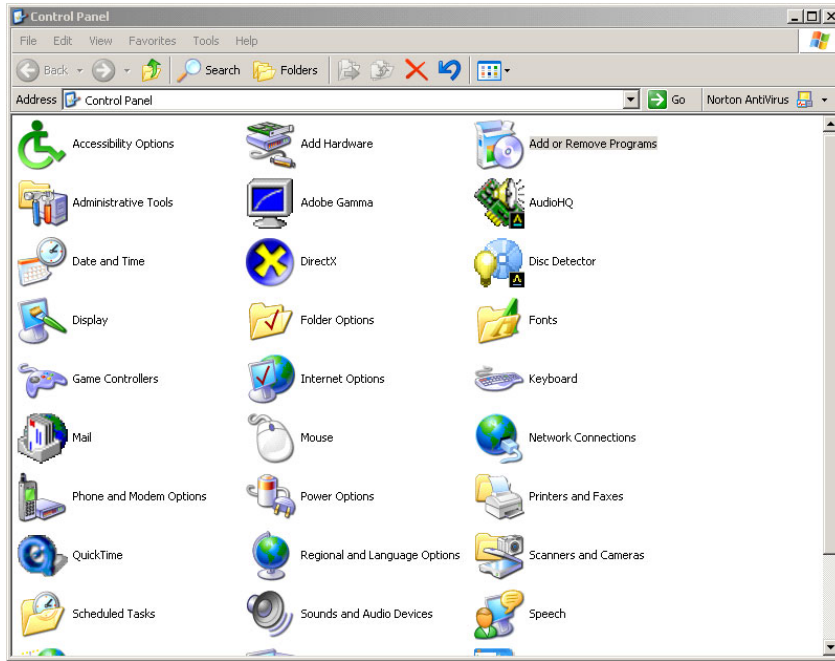 Control Panel
File Edit View Favorites Tools Help
Back Search Folders
Address Control Panel Go Norton AntiVirus
Accessibility Options Add Hardware Add or Remove Programs
Administrative Tools Adobe Gamma AudioHQ
Date and Time DirectX Disc Detector
Display Folder Options Fonts
Game Controllers Internet Options Keyboard
Mail Mouse Network Connections
Phone and Modem Options Power Options Printers and Faxes
QuickTime Regional and Language Options Scanners and Cameras
Scheduled Tasks Sounds and Audio Devices Speech